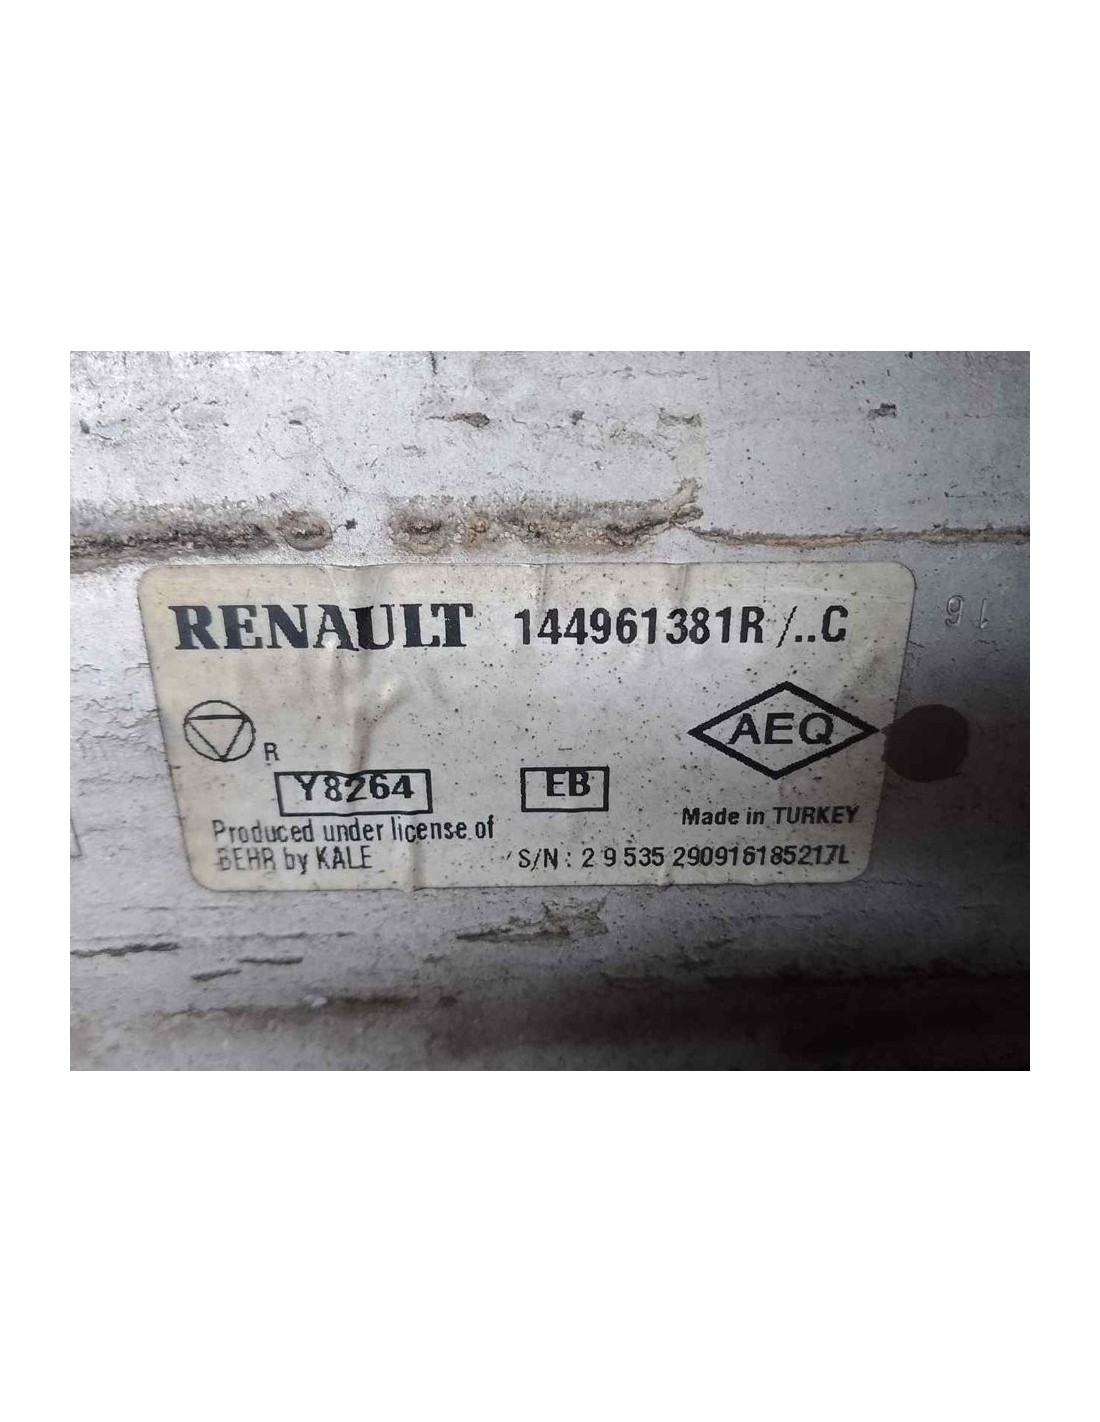 RENAULT 144961381R /..C
AEQ
R
Y8264 EB
Made in TURKEY
Produced under license of
BEHR by KALE
S/N : 2 9 535 290916185217L